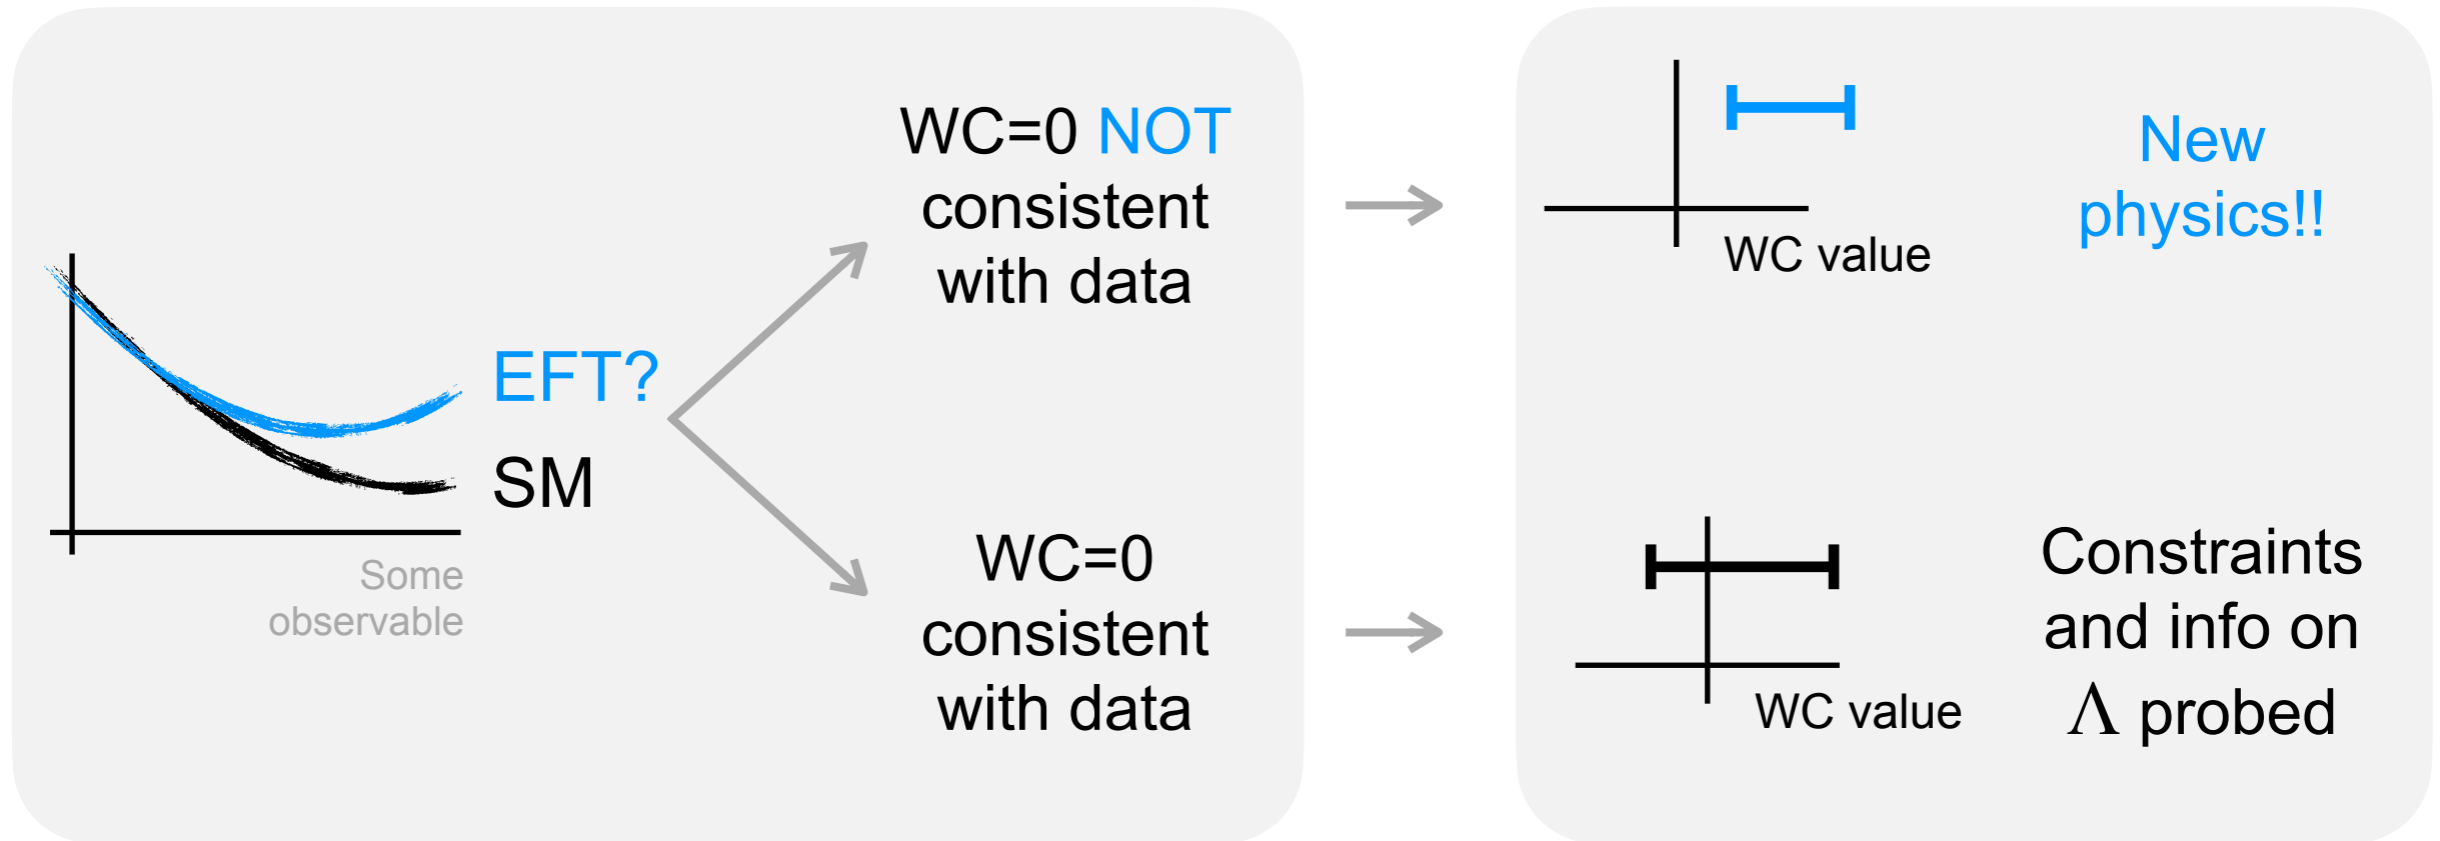 EFT?
SM
Some
observable
WC=0 NOT
consistent
with data
WC=0
consistent
with data
WC value
New
physics!!
WC value
Constraints
and info on
Λ probed